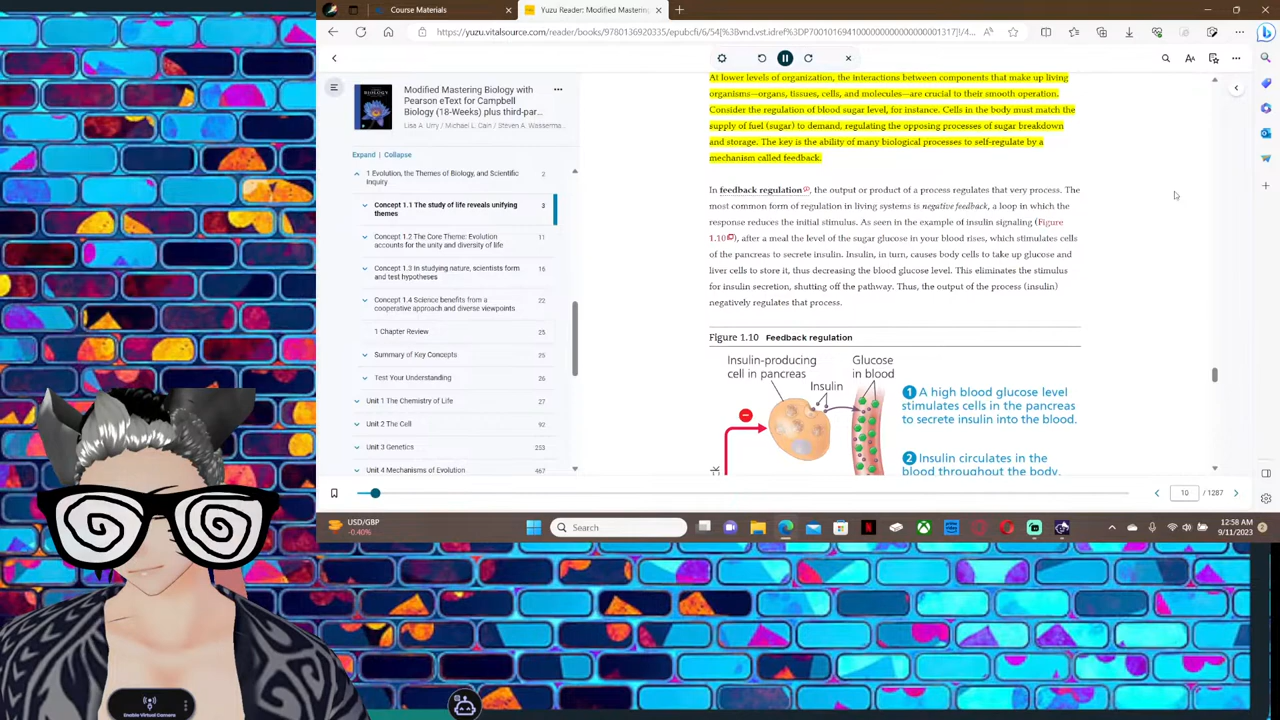 Course Materials
Yuzu Reader: Modified Mastering
https://yuzu.vitalsource.com/reader/books/9780136920335/epubcfi/6/54[%3Bvnd.vst.idref%3DP70010169410000000000000000001317]!/4...
Modified Mastering Biology with
Pearson eText for Campbell
Biology (18-Weeks) plus third-par...
Lisa A. Urry / Michael L. Cain / Steven A. Wasserma...
Expand | Collapse
1 Evolution, the Themes of Biology, and Scientific 2
Inquiry
Concept 1.1 The study of life reveals unifying 3
themes
Concept 1.2 The Core Theme: Evolution 11
accounts for the unity and diversity of life
Concept 1.3 In studying nature, scientists form 16
and test hypotheses
Concept 1.4 Science benefits from a 22
cooperative approach and diverse viewpoints
1 Chapter Review 25
Summary of Key Concepts 25
Test Your Understanding 26
Unit 1 The Chemistry of Life 27
Unit 2 The Cell 92
Unit 3 Genetics 253
Unit 4 Mechanisms of Evolution 467
At lower levels of organization, the interactions between components that make up living
organisms—organs, tissues, cells, and molecules—are crucial to their smooth operation.
Consider the regulation of blood sugar level, for instance. Cells in the body must match the
supply of fuel (sugar) to demand, regulating the opposing processes of sugar breakdown
and storage. The key is the ability of many biological processes to self-regulate by a
mechanism called feedback.
In feedback regulation, the output or product of a process regulates that very process. The
most common form of regulation in living systems is negative feedback, a loop in which the
response reduces the initial stimulus. As seen in the example of insulin signaling (Figure
1.10), after a meal the level of the sugar glucose in your blood rises, which stimulates cells
of the pancreas to secrete insulin. Insulin, in turn, causes body cells to take up glucose and
liver cells to store it, thus decreasing the blood glucose level. This eliminates the stimulus
for insulin secretion, shutting off the pathway. Thus, the output of the process (insulin)
negatively regulates that process.
Figure 1.10 Feedback regulation
Insulin-producing
cell in pancreas
Insulin
Glucose
in blood
1 A high blood glucose level
stimulates cells in the pancreas
to secrete insulin into the blood.
2 Insulin circulates in the
blood throughout the body.
10 / 1287
USD/GBP
-0.40%
Search
12:58 AM
9/11/2023
Enable Virtual Camera